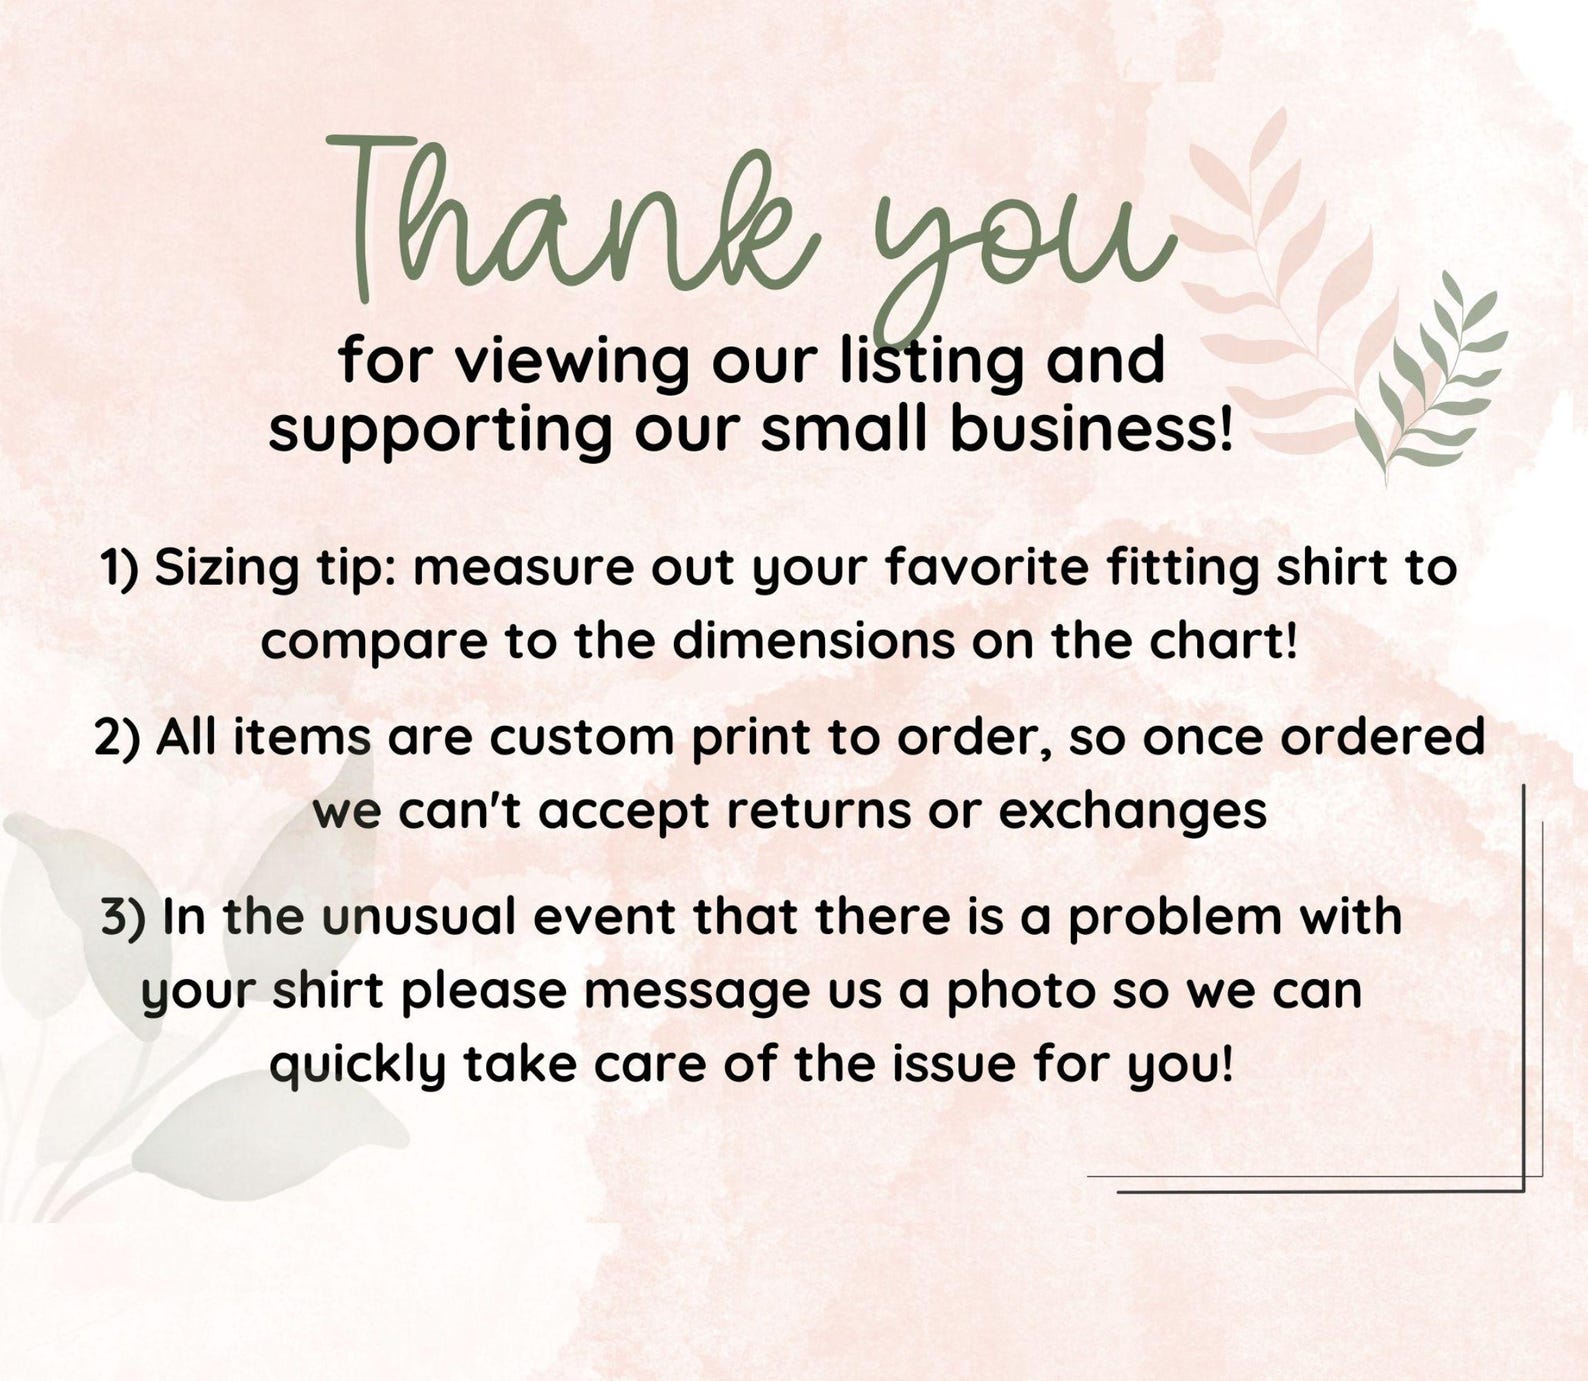 Thank you
for viewing our listing and
supporting our small business!
1) Sizing tip: measure out your favorite fitting shirt to
compare to the dimensions on the chart!
2) All items are custom print to order, so once ordered
we can't accept returns or exchanges
3) In the unusual event that there is a problem with
your shirt please message us a photo so we can
quickly take care of the issue for you!